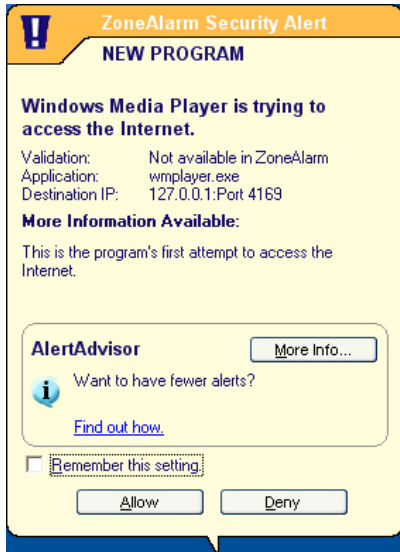 ZoneAlarm Security Alert
NEW PROGRAM
Windows Media Player is trying to
access the Internet.
Validation: Not available in ZoneAlarm
Application: wmplayer.exe
Destination IP: 127.0.0.1:Port 4169
More Information Available:
This is the program's first attempt to access the
Internet.
AlertAdvisor
More Info...
Want to have fewer alerts?
Find out how.
Remember this setting.
Allow Deny